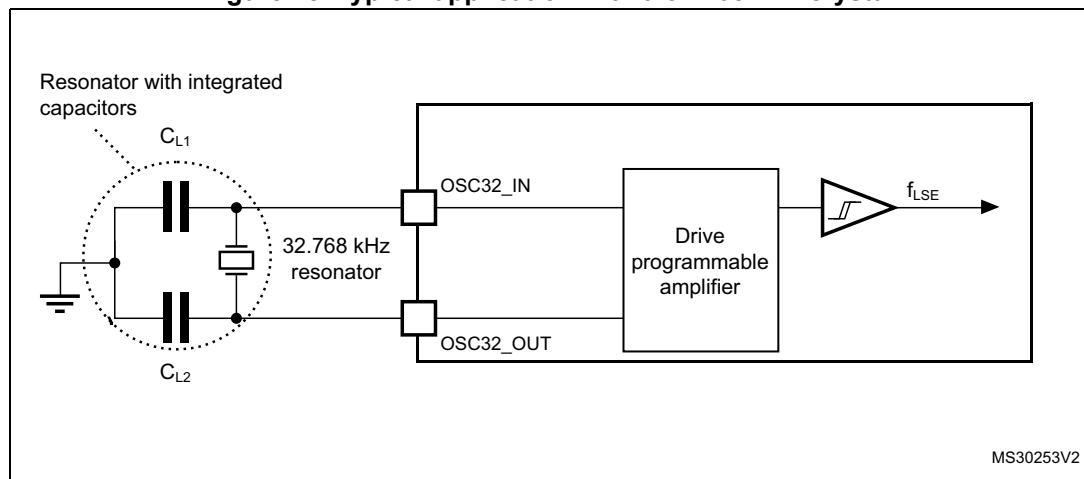 Resonator with integrated
capacitors
CL1
OSC32_IN
fLSE
32.768 kHz
resonator
Drive
programmable
amplifier
OSC32_OUT
CL2
MS30253V2